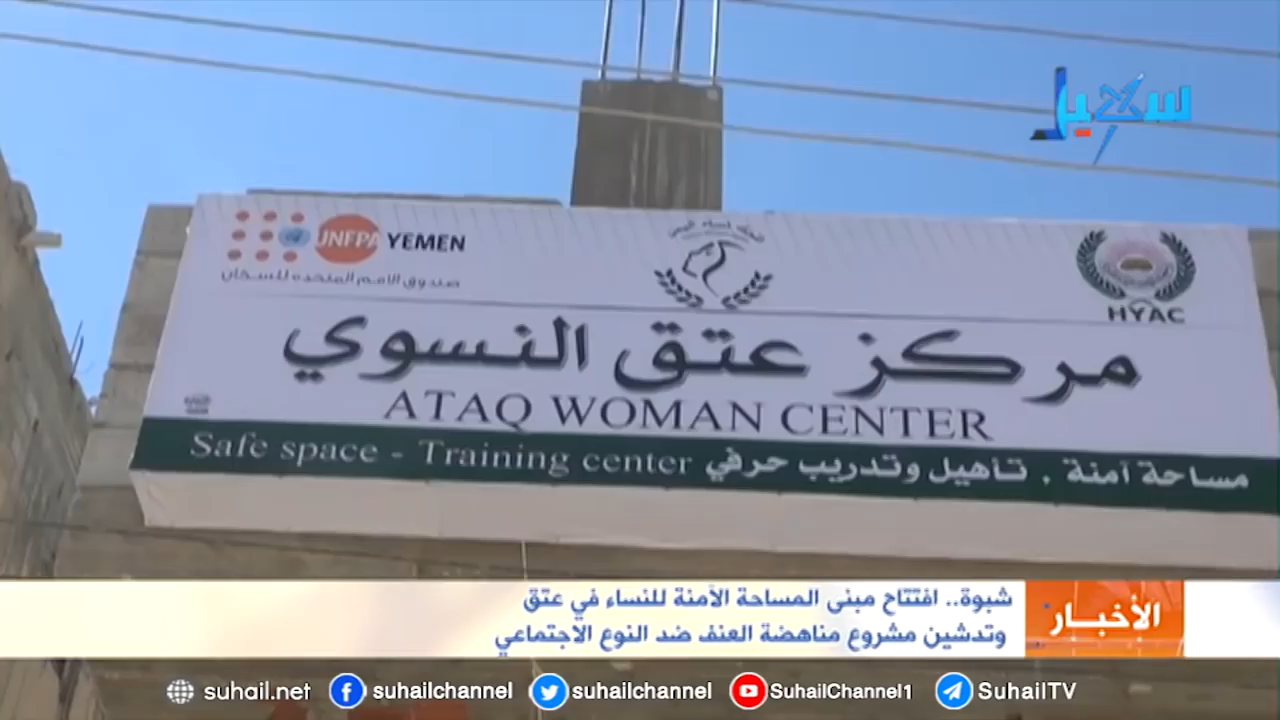 سهيل
UNFPA YEMEN
صندوق الامم المتحده للسكان
HYAC
مركز عتق النسوي
ATAQ WOMAN CENTER
مساحة آمنة . تأهيل وتدريب حرفي Safe space - Training center
الأخبار
شبوة.. افتتاح مبنى المساحة الآمنة للنساء في عتق
وتدشين مشروع مناهضة العنف ضد النوع الاجتماعي
suhail.net suhailchannel suhailchannel SuhailChannel1 SuhailTV